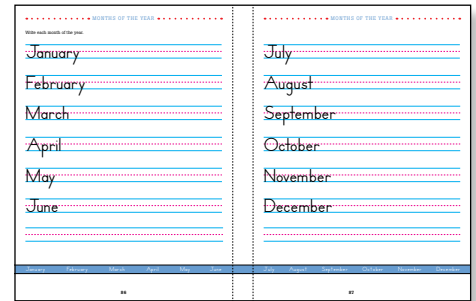 MONTHS OF THE YEAR
Write each month of the year.
January
February
March
April
May
June
January February March April May June
86
MONTHS OF THE YEAR
July
August
September
October
November
December
July August September October November December
87